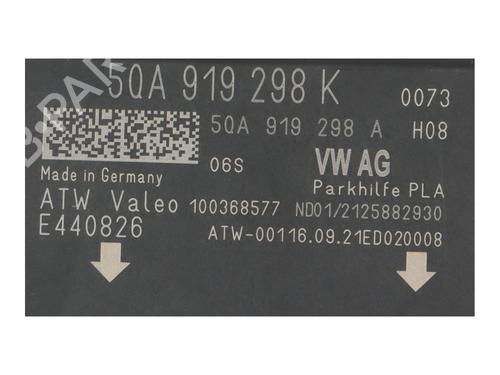 5QA 919 298 K 0073
5QA 919 298 A H08
06S VW AG
Made in Germany Parkhilfe PLA
ATW Valeo 100368577 ND01/2125882930
E440826 ATW-00116.09.21ED020008